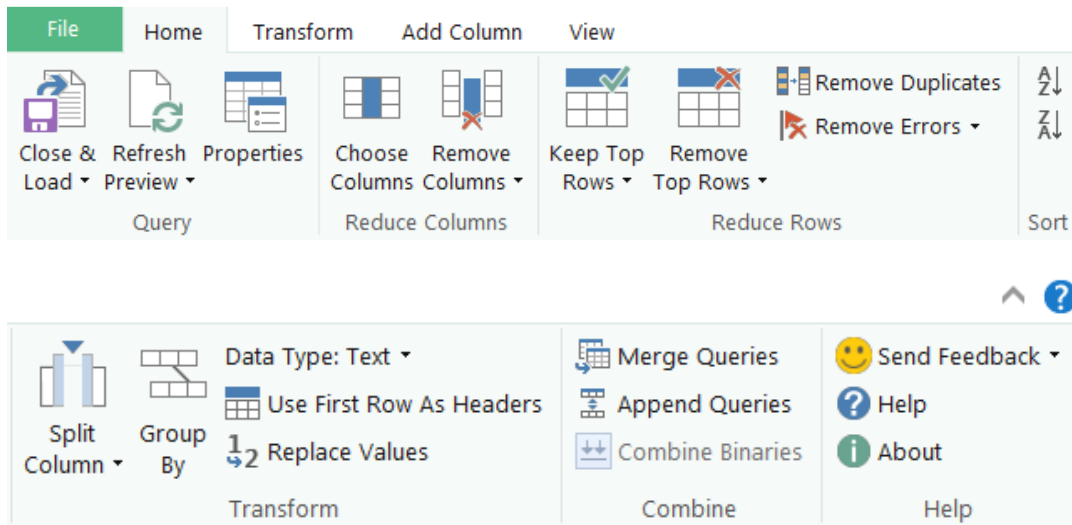 File Home Transform Add Column View
Remove Duplicates
Remove Errors
Close & Load
Refresh Preview
Properties
Choose Columns
Remove Columns
Keep Top Rows
Remove Top Rows
A Z
Z A
Query Reduce Columns Reduce Rows Sort
?
Split Column
Group By
Data Type: Text
Use First Row As Headers
1 2 Replace Values
Transform
Merge Queries
Append Queries
Combine Binaries
Combine
Send Feedback
? Help
i About
Help